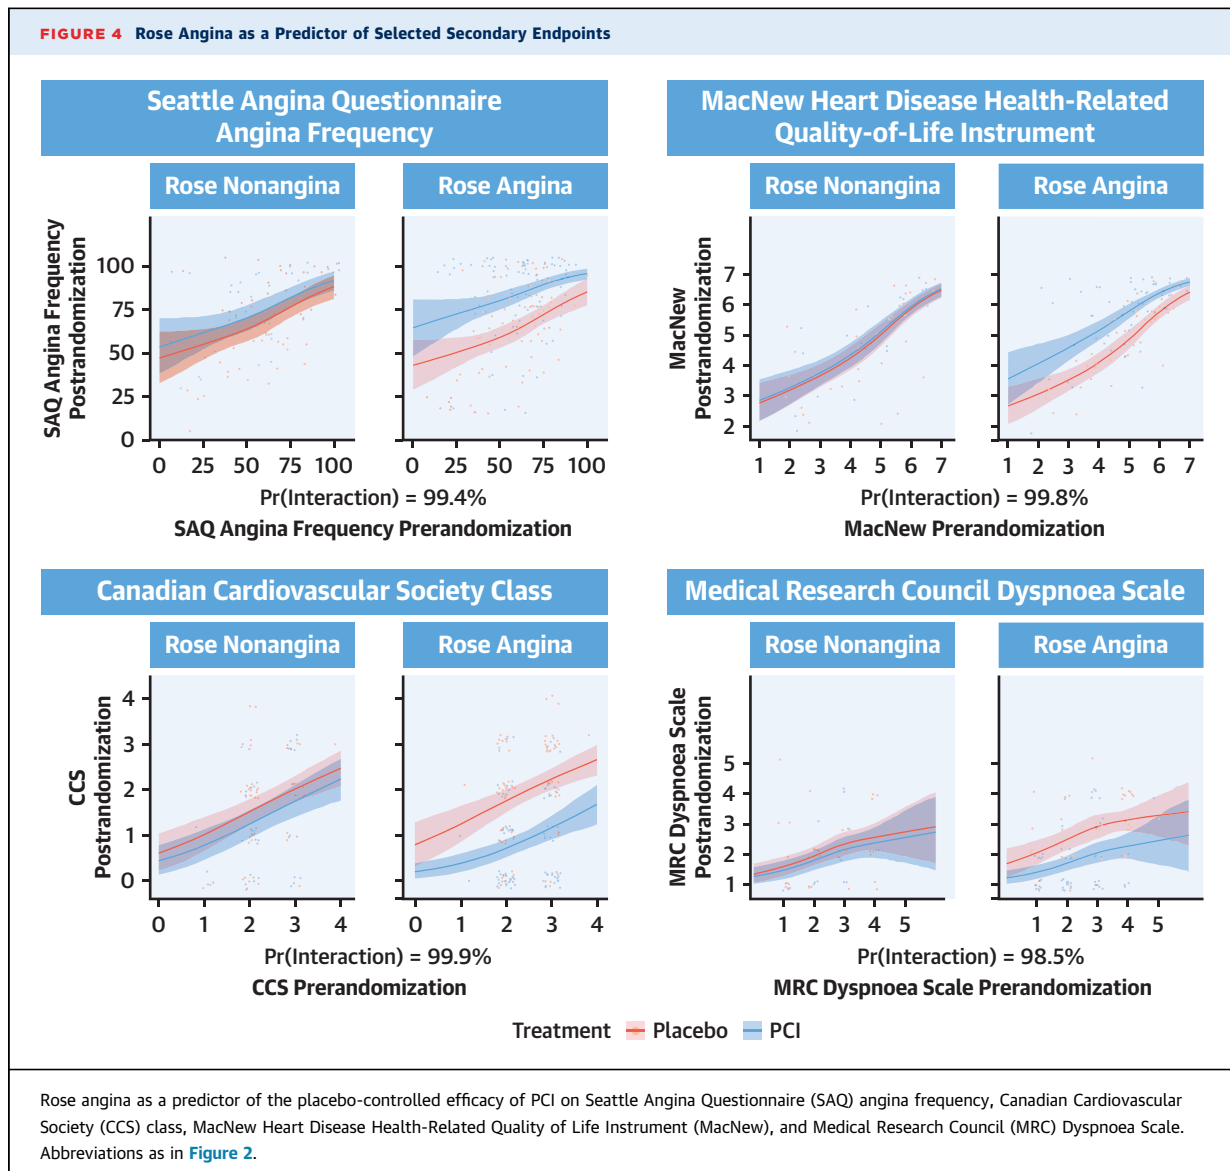 FIGURE 4 Rose Angina as a Predictor of Selected Secondary Endpoints
Seattle Angina Questionnaire
Angina Frequency
Rose Nonangina
Rose Angina
SAQ Angina Frequency
Postrandomization
100
75
50
25
0
0 25 50 75 100
0 25 50 75 100
Pr(Interaction) = 99.4%
SAQ Angina Frequency Prerandomization
MacNew Heart Disease Health-Related
Quality-of-Life Instrument
Rose Nonangina
Rose Angina
MacNew
Postrandomization
7
6
5
4
3
2
1 2 3 4 5 6 7
1 2 3 4 5 6 7
Pr(Interaction) = 99.8%
MacNew Prerandomization
Canadian Cardiovascular Society Class
Rose Nonangina
Rose Angina
CCS
Postrandomization
4
3
2
1
0
0 1 2 3 4
0 1 2 3 4
Pr(Interaction) = 99.9%
CCS Prerandomization
Medical Research Council Dyspnoea Scale
Rose Nonangina
Rose Angina
MRC Dyspnoea Scale
Postrandomization
5
4
3
2
1
1 2 3 4 5
1 2 3 4 5
Pr(Interaction) = 98.5%
MRC Dyspnoea Scale Prerandomization
Treatment Placebo PCI
Rose angina as a predictor of the placebo-controlled efficacy of PCI on Seattle Angina Questionnaire (SAQ) angina frequency, Canadian Cardiovascular
Society (CCS) class, MacNew Heart Disease Health-Related Quality of Life Instrument (MacNew), and Medical Research Council (MRC) Dyspnoea Scale.
Abbreviations as in Figure 2.